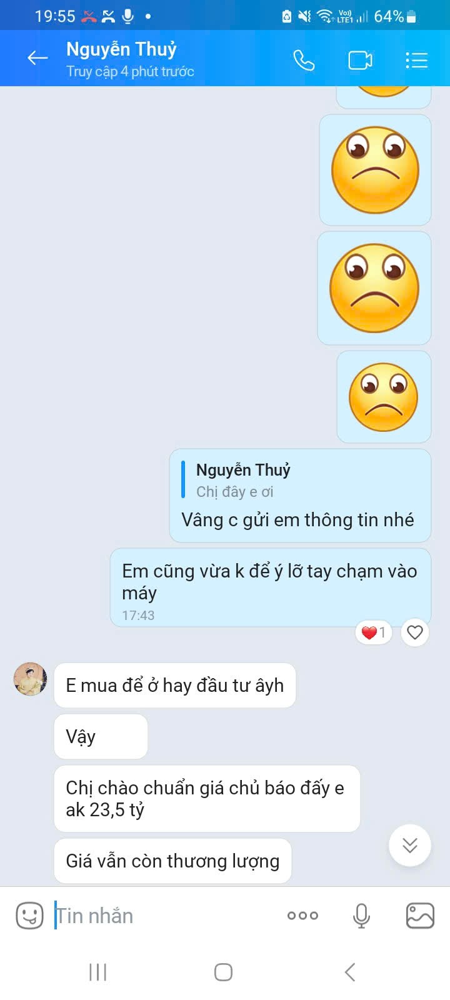 19:55
Vo))
LTE1
64%
Nguyễn Thuỷ
Truy cập 4 phút trước
Nguyễn Thuỷ
Chị đây e ơi
Vâng c gửi em thông tin nhé
Em cũng vừa k để ý lỡ tay chạm vào
máy
17:43
1
E mua để ở hay đầu tư âyh
Vậy
Chị chào chuẩn giá chủ báo đấy e
ak 23,5 tỷ
Giá vẫn còn thương lượng
Tin nhắn